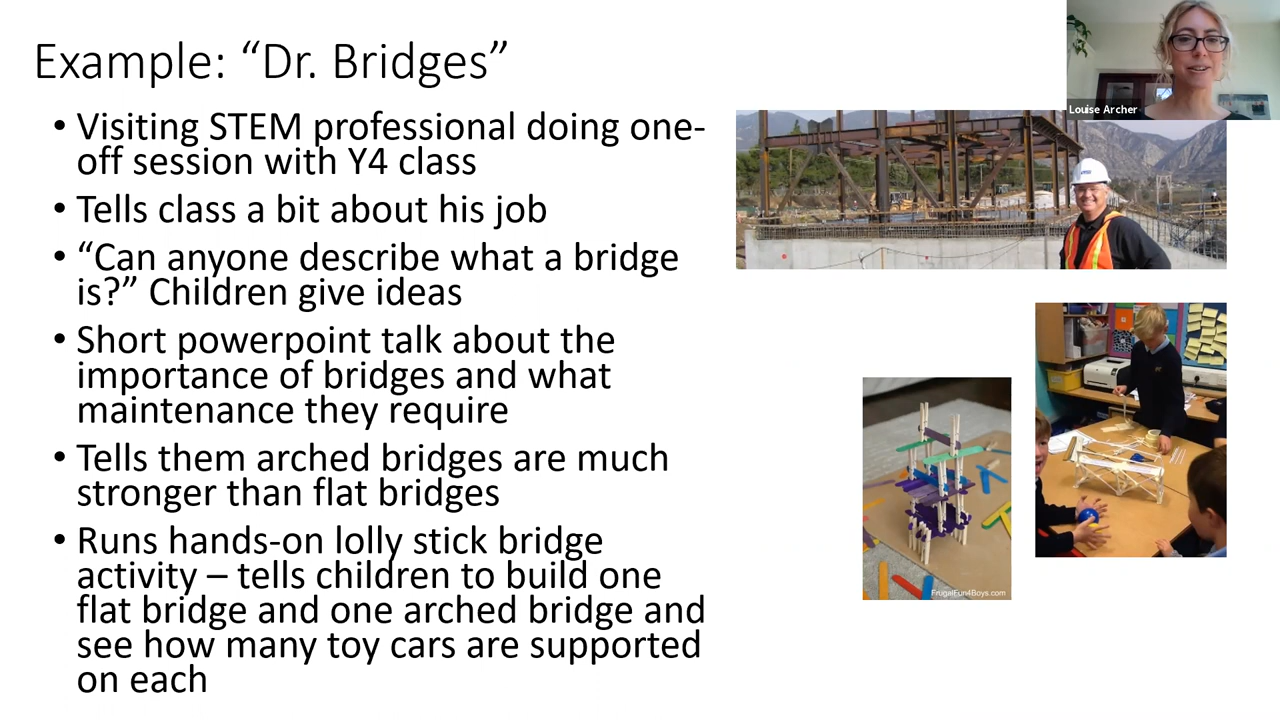 Example: “Dr. Bridges”
Louise Archer
• Visiting STEM professional doing one-
off session with Y4 class
• Tells class a bit about his job
• “Can anyone describe what a bridge
is?” Children give ideas
• Short powerpoint talk about the
importance of bridges and what
maintenance they require
• Tells them arched bridges are much
stronger than flat bridges
• Runs hands-on lolly stick bridge
activity – tells children to build one
flat bridge and one arched bridge and
see how many toy cars are supported
on each
FrugalFun4Boys.com